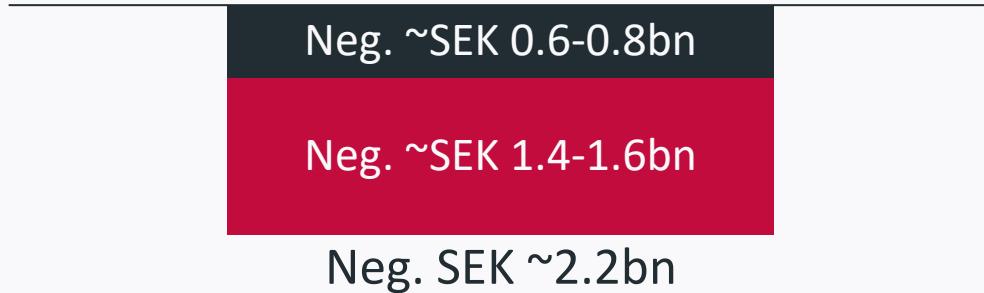 Neg. ~SEK 0.6-0.8bn
Neg. ~SEK 1.4-1.6bn
Neg. SEK ~2.2bn